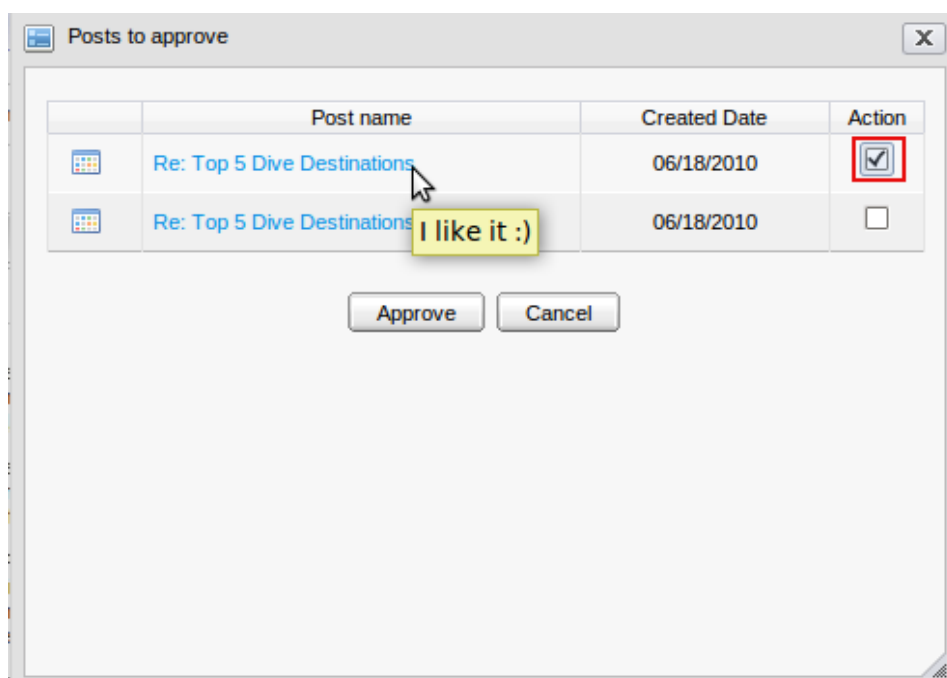 Posts to approve
Post name Created Date Action
Re: Top 5 Dive Destinations 06/18/2010
Re: Top 5 Dive Destinations 06/18/2010
I like it :)
Approve Cancel